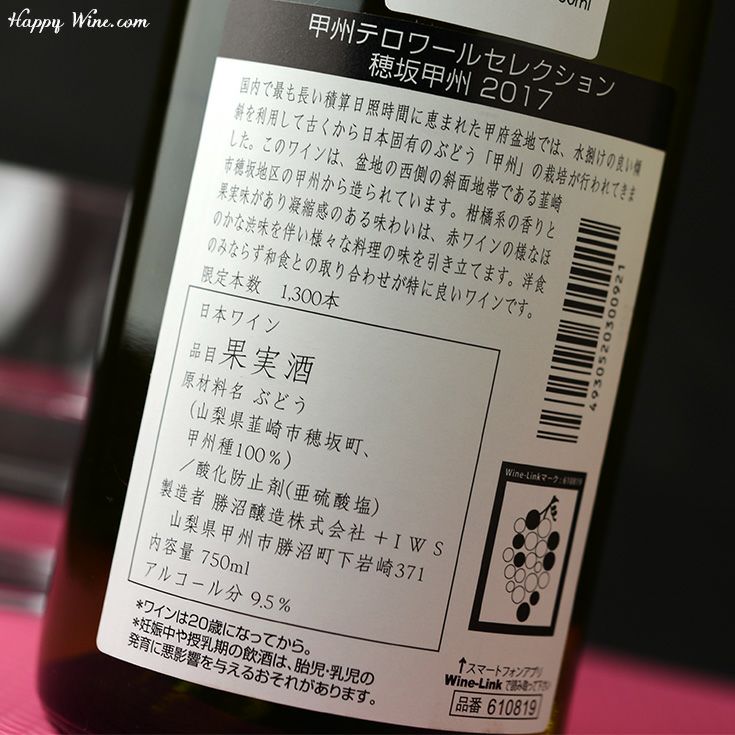 Happy Wine.com
甲州テロワールセレクション
穂坂甲州 2017
国内で最も長い積算日照時間に恵まれた甲府盆地では、水捌けの良い傾
斜を利用して古くから日本固有のぶどう「甲州」の栽培が行われてきま
した。このワインは、盆地の西側の斜面地帯である韮崎
市穂坂地区の甲州から造られています。柑橘系の香りと
果実味があり凝縮感のある味わいは、赤ワインの様なほ
のかな渋味を伴い様々な料理の味を引き立てます。洋食
のみならず和食との取り合わせが特に良いワインです。
限定本数 1,300本
日本ワイン
品目 果実酒
原材料名 ぶどう
(山梨県韮崎市穂坂町、
甲州種100%)
/酸化防止剤(亜硫酸塩)
製造者 勝沼醸造株式会社 +IWS
山梨県甲州市勝沼町下岩崎371
内容量 750ml
アルコール分 9.5%
*ワインは20歳になってから。
*妊娠中や授乳期の飲酒は、胎児・乳児の
発育に悪影響を与えるおそれがあります。
4930520300921
Wine-Linkマーク:610819
↑スマートフォンアプリ
Wine-Linkで読み取って下さい
品番 610819